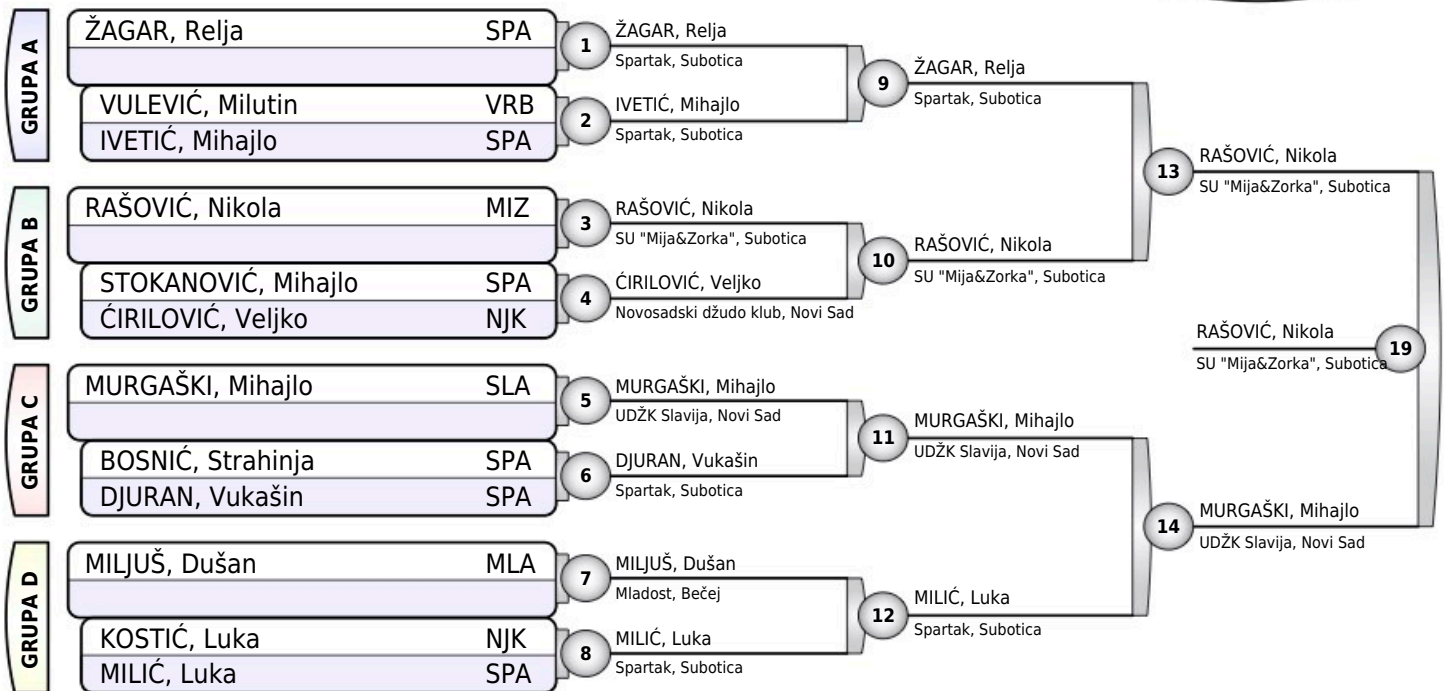 GRUPA A
ŽAGAR, Relja SPA
VULEVIĆ, Milutin VRB
IVETIĆ, Mihajlo SPA
GRUPA B
RAŠOVIĆ, Nikola MIZ
STOKANOVIĆ, Mihajlo SPA
ĆIRILOVIĆ, Veljko NJK
GRUPA C
MURGAŠKI, Mihajlo SLA
BOSNIĆ, Strahinja SPA
DJURAN, Vukašin SPA
GRUPA D
MILJUŠ, Dušan MLA
KOSTIĆ, Luka NJK
MILIĆ, Luka SPA
1
ŽAGAR, Relja
Spartak, Subotica
2
IVETIĆ, Mihajlo
Spartak, Subotica
3
RAŠOVIĆ, Nikola
SU "Mija&Zorka", Subotica
4
ĆIRILOVIĆ, Veljko
Novosadski džudo klub, Novi Sad
5
MURGAŠKI, Mihajlo
UDŽK Slavija, Novi Sad
6
DJURAN, Vukašin
Spartak, Subotica
7
MILJUŠ, Dušan
Mladost, Bečej
8
MILIĆ, Luka
Spartak, Subotica
9
ŽAGAR, Relja
Spartak, Subotica
10
RAŠOVIĆ, Nikola
SU "Mija&Zorka", Subotica
11
MURGAŠKI, Mihajlo
UDŽK Slavija, Novi Sad
12
MILIĆ, Luka
Spartak, Subotica
13
RAŠOVIĆ, Nikola
SU "Mija&Zorka", Subotica
14
MURGAŠKI, Mihajlo
UDŽK Slavija, Novi Sad
RAŠOVIĆ, Nikola
SU "Mija&Zorka", Subotica
19